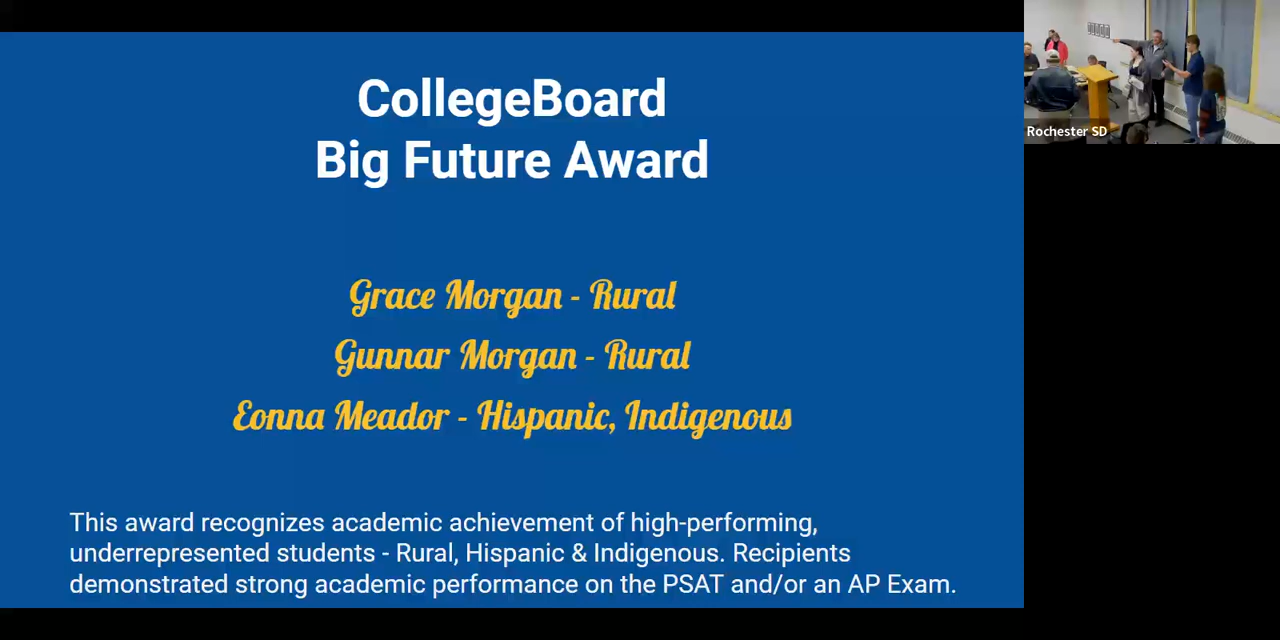 CollegeBoard
Big Future Award
Grace Morgan - Rural
Gunnar Morgan - Rural
Eonna Meador - Hispanic, Indigenous
This award recognizes academic achievement of high-performing,
underrepresented students - Rural, Hispanic & Indigenous. Recipients
demonstrated strong academic performance on the PSAT and/or an AP Exam.
Rochester SD